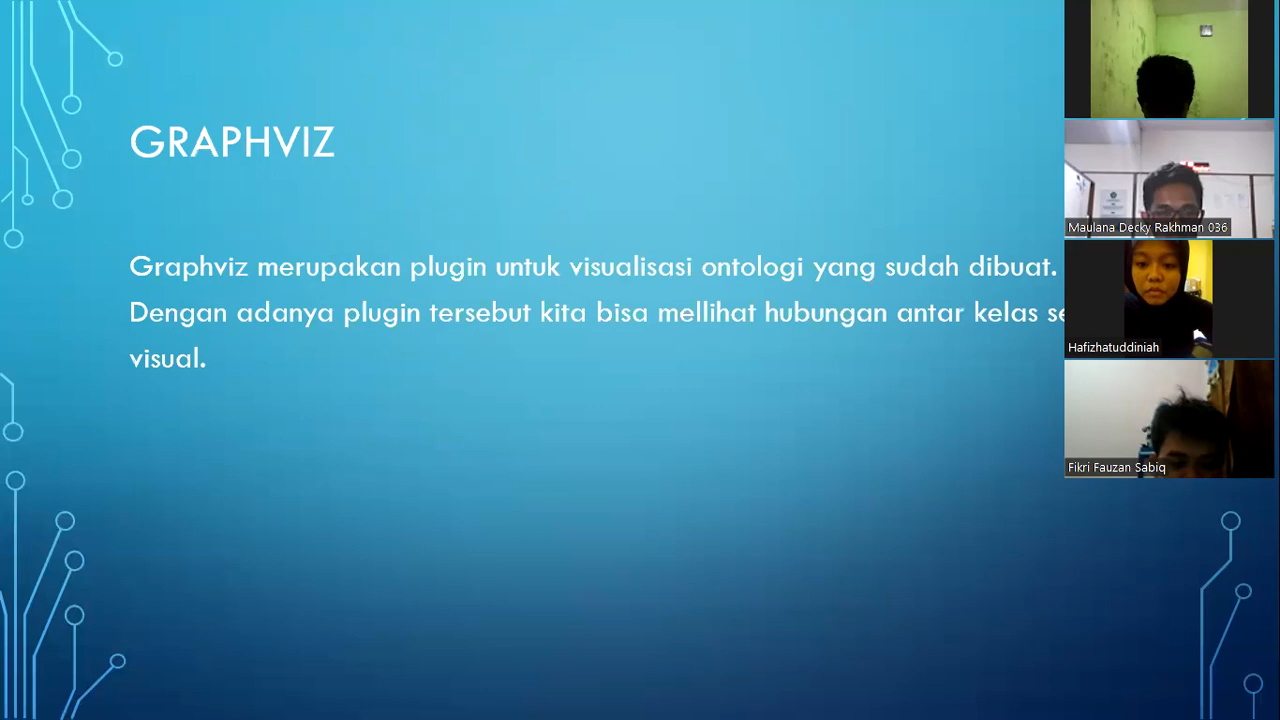 GRAPHVIZ
Graphviz merupakan plugin untuk visualisasi ontologi yang sudah dibuat.
Dengan adanya plugin tersebut kita bisa mellihat hubungan antar kelas
visual.
Maulana Decky Rakhman 036
Hafizhatuddiniah
Fikri Fauzan Sabiq